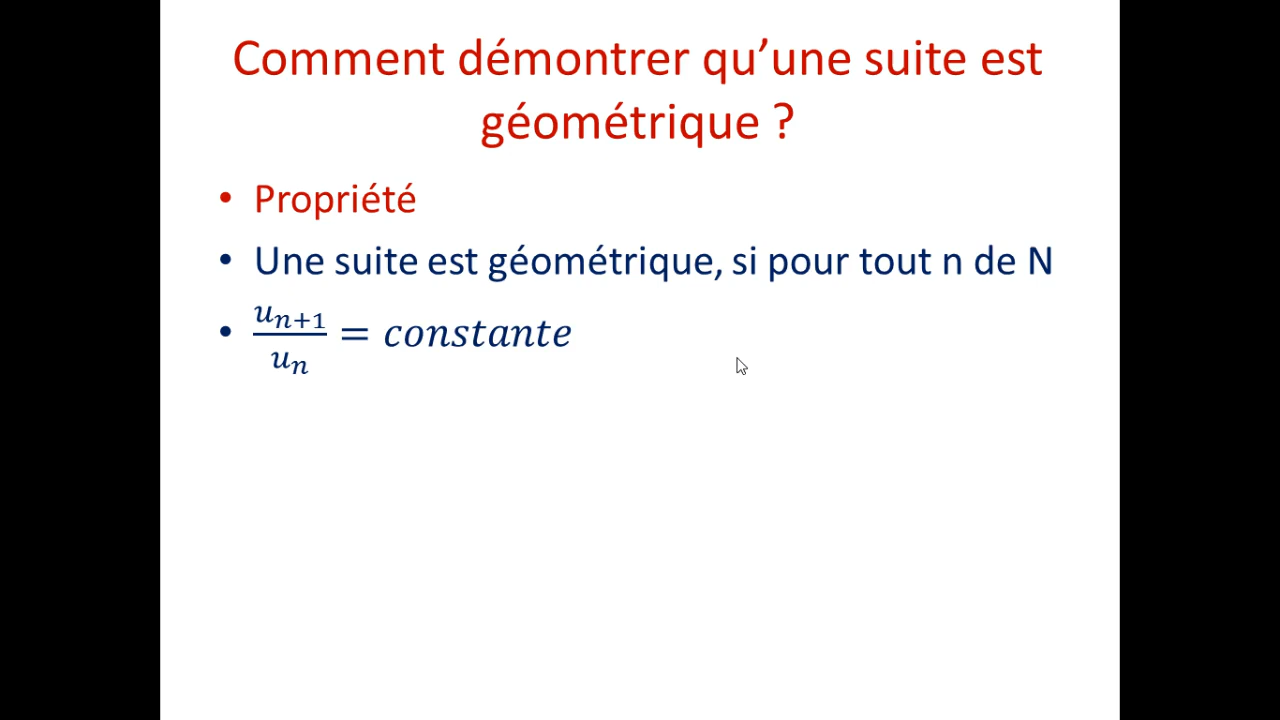 Comment démontrer qu’une suite est
géométrique ?
• Propriété
• Une suite est géométrique, si pour tout n de N
• \frac{u_{n+1}}{u_n} = constante